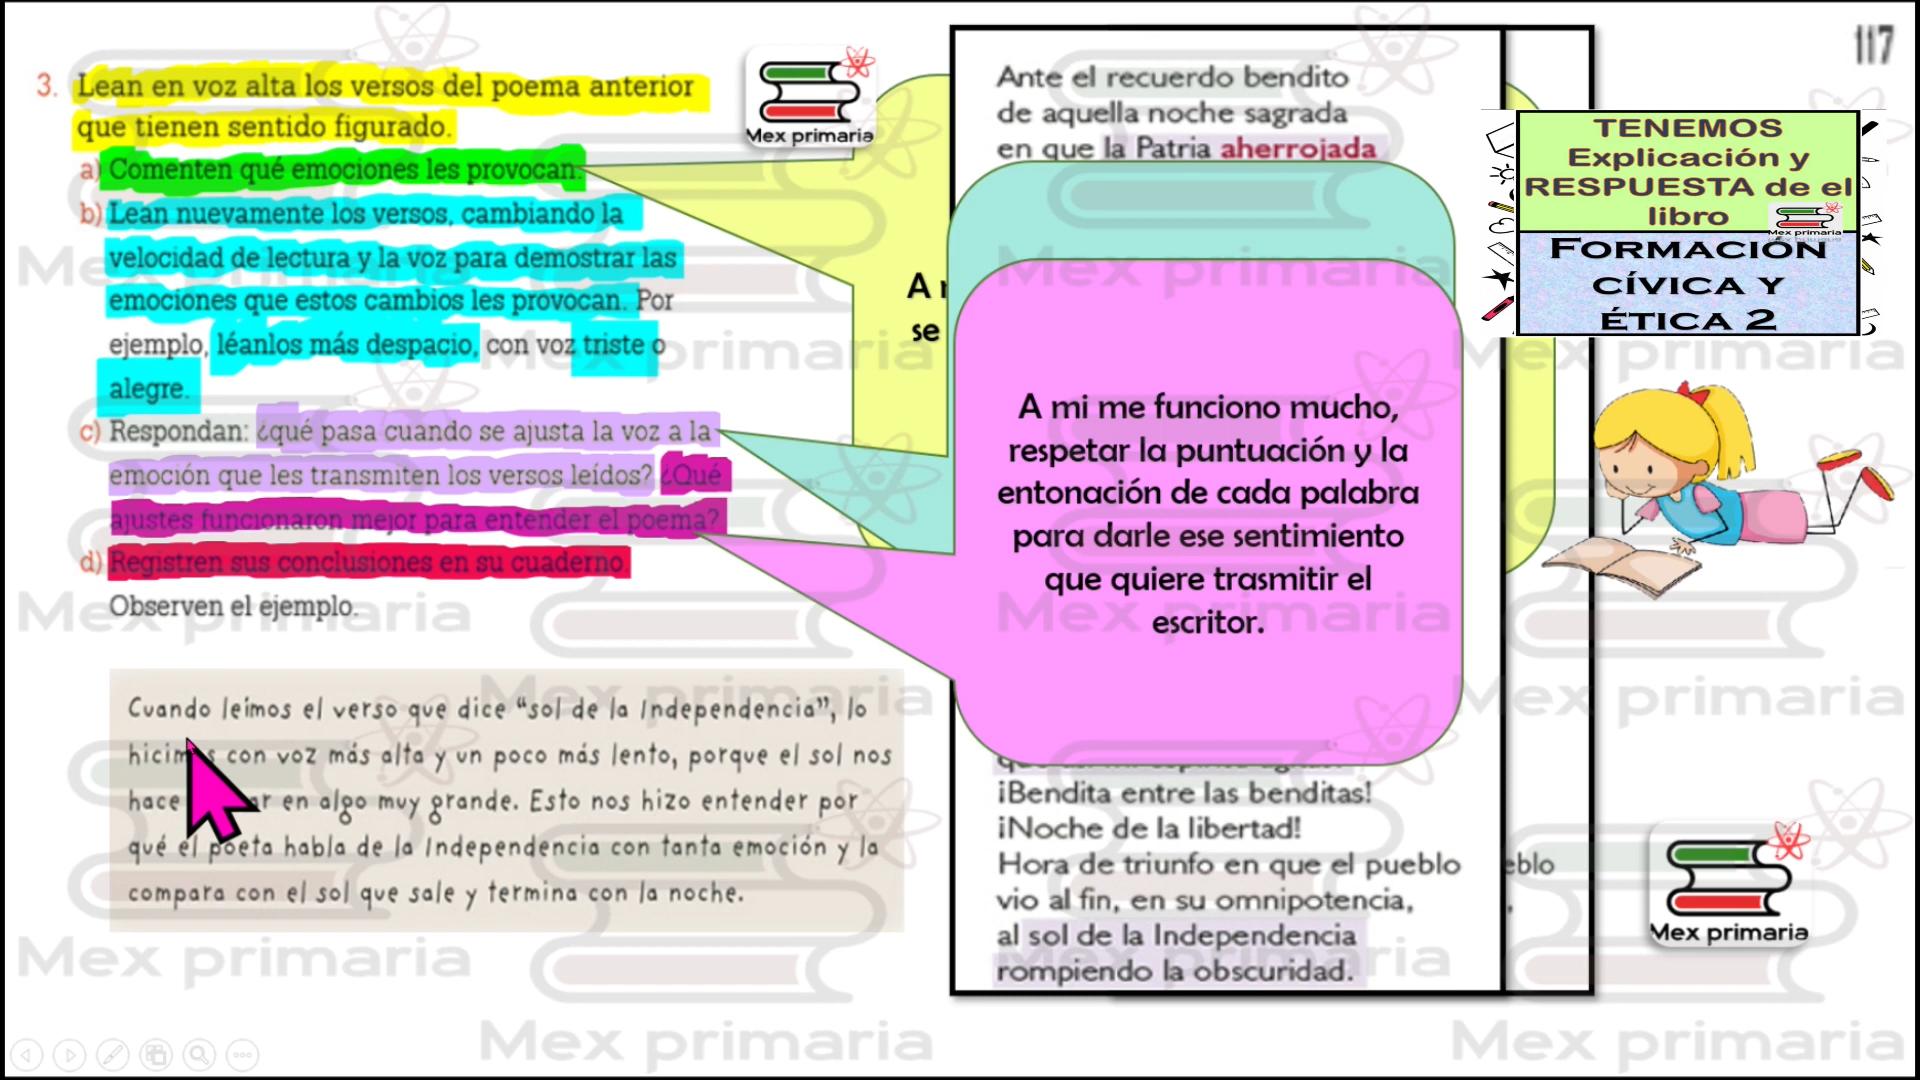 117
3. Lean en voz alta los versos del poema anterior
que tienen sentido figurado.
a) Comenten qué emociones les provocan.
b) Lean nuevamente los versos, cambiando la
velocidad de lectura y la voz para demostrar las
emociones que estos cambios les provocan. Por
ejemplo, léanlos más despacio, con voz triste o
alegre.
c) Respondan: ¿qué pasa cuando se ajusta la voz a la
emoción que les transmiten los versos leídos? ¿Qué
ajustes funcionaron mejor para entender el poema?
d) Registren sus conclusiones en su cuaderno.
Observen el ejemplo.
Cuando leímos el verso que dice “sol de la Independencia”, lo
con voz más alta y un poco más lento, porque el sol nos
hace en algo muy grande. Esto nos hizo entender por
qué el poeta habla de la Independencia con tanta emoción y la
compara con el sol que sale y termina con la noche.
Mex primaria
A
se
Ante el recuerdo bendito
de aquella noche sagrada
en que la Patria aherrojada
A mi me funciono mucho,
respetar la puntuación y la
entonación de cada palabra
para darle ese sentimiento
que quiere trasmitir el
escritor.
¡Bendita entre las benditas!
¡Noche de la libertad!
Hora de triunfo en que el pueblo
vio al fin, en su omnipotencia,
al sol de la Independencia
rompiendo la obscuridad.
eblo
,
TENEMOS
Explicación y
RESPUESTA de el
libro
Mex primaria
FORMACIÓN
CÍVICA Y
ÉTICA 2
Mex primaria